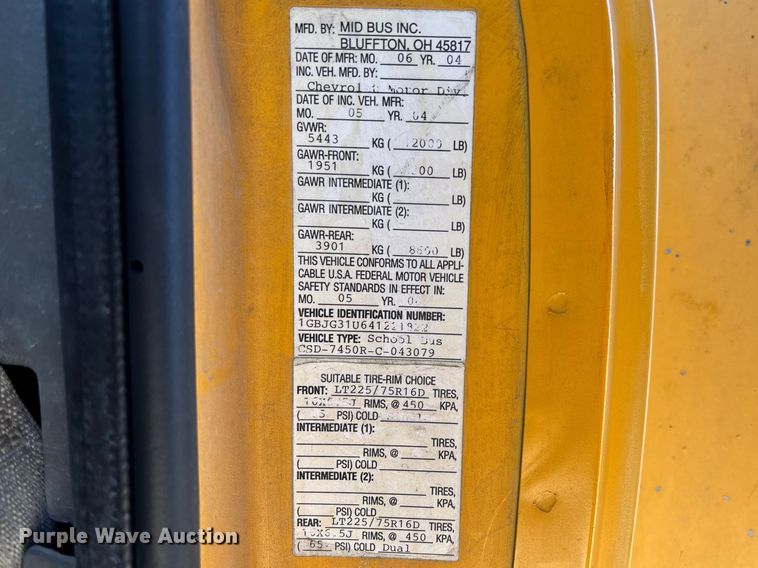 MFD. BY: MID BUS INC.
BLUFFTON, OH 45817
DATE OF MFR: MO. 06 YR. 04
INC. VEH. MFD. BY:
Chevrolet Motor Div.
DATE OF INC. VEH. MFR:
MO. 05 YR. 04
GVWR:
5443 KG ( 12000 LB)
GAWR-FRONT:
1951 KG ( LB)
GAWR INTERMEDIATE (1):
KG ( LB)
GAWR INTERMEDIATE (2):
KG ( LB)
GAWR-REAR:
3901 KG ( 8600 LB)
THIS VEHICLE CONFORMS TO ALL APPLI-
CABLE U.S.A. FEDERAL MOTOR VEHICLE
SAFETY STANDARDS IN EFFECT IN:
MO. 05 YR.
VEHICLE IDENTIFICATION NUMBER:
VEHICLE TYPE: School Bus
CSD-7450R-C-043079
SUITABLE TIRE-RIM CHOICE
FRONT: LT225/75R16D TIRES,
16X6.5J RIMS, @ 450 KPA,
( 65 PSI) COLD
INTERMEDIATE (1):
TIRES,
RIMS, @ KPA,
( PSI) COLD
INTERMEDIATE (2):
TIRES,
RIMS, @ KPA,
( PSI) COLD
REAR: LT225/75R16D TIRES,
16X6.5J RIMS, @ 450 KPA,
( 65 PSI) COLD Dual
Purple Wave Auction®